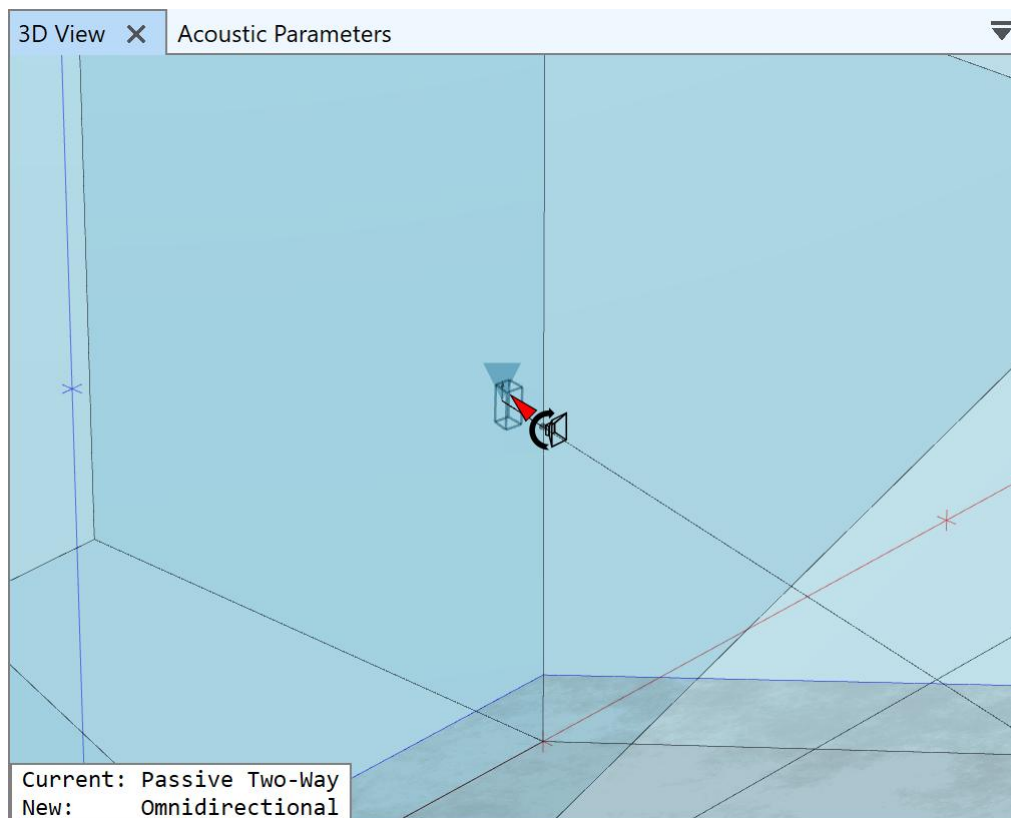 3D View
Acoustic Parameters
Current: Passive Two-Way
New: Omnidirectional